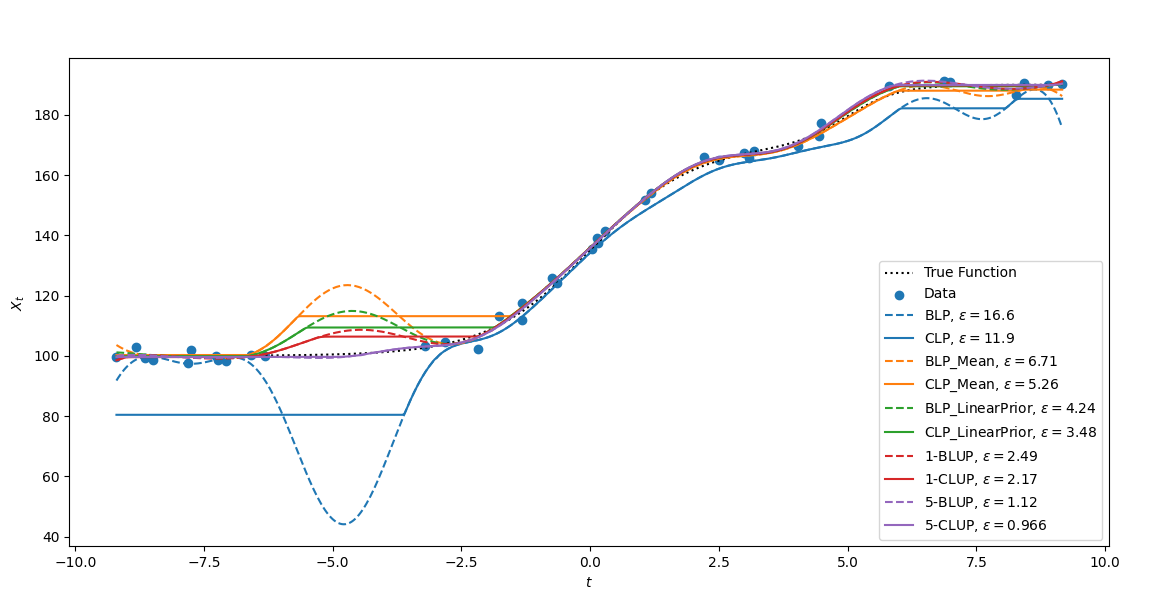 180
160
140
120
100
80
60
40
X_t
−10.0 −7.5 −5.0 −2.5 0.0 2.5 5.0 7.5 10.0
t
True Function
Data
BLP, ε = 16.6
CLP, ε = 11.9
BLP_Mean, ε = 6.71
CLP_Mean, ε = 5.26
BLP_LinearPrior, ε = 4.24
CLP_LinearPrior, ε = 3.48
1-BLUP, ε = 2.49
1-CLUP, ε = 2.17
5-BLUP, ε = 1.12
5-CLUP, ε = 0.966